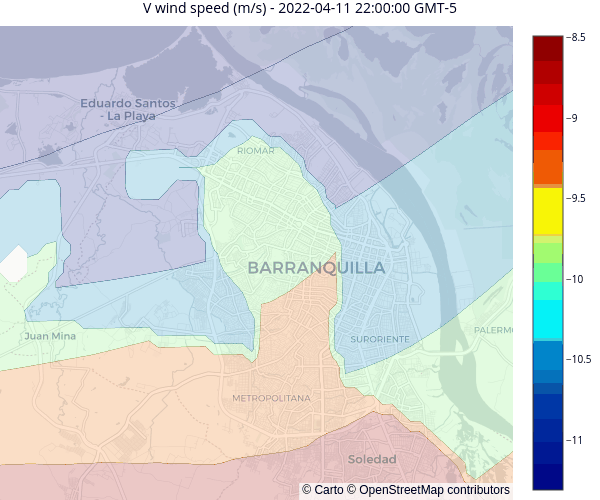 V wind speed (m/s) - 2022-04-11 22:00:00 GMT-5
−8.5
Eduardo Santos
- La Playa
−9
RIOMAR
−9.5
BARRANQUILLA
−10
PALERMO
Juan Mina
SURORIENTE
−10.5
METROPOLITANA
−11
Soledad
© Carto © OpenStreetMap contributors